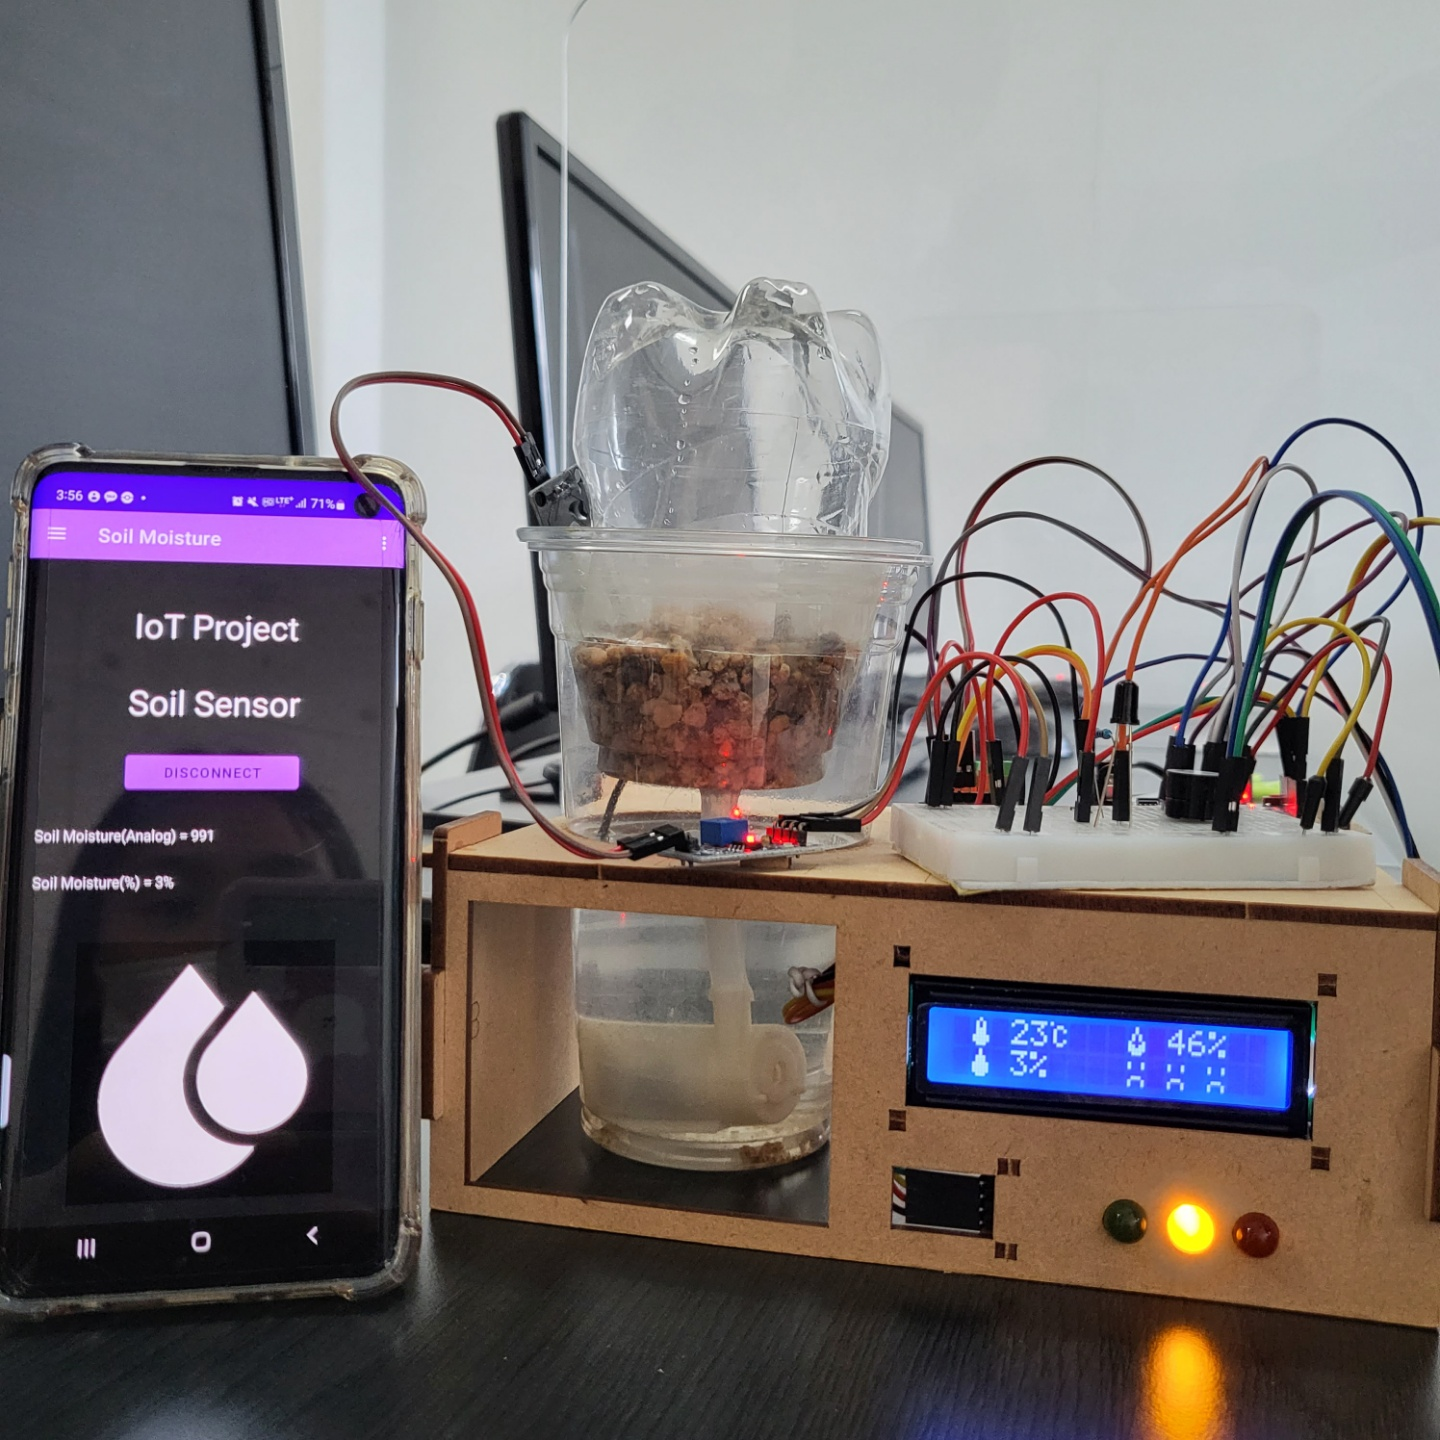 3:56
LTE+ 71%
Soil Moisture
IoT Project
Soil Sensor
DISCONNECT
Soil Moisture(Analog) = 991
Soil Moisture(%) = 3%
23°C 46%
3%